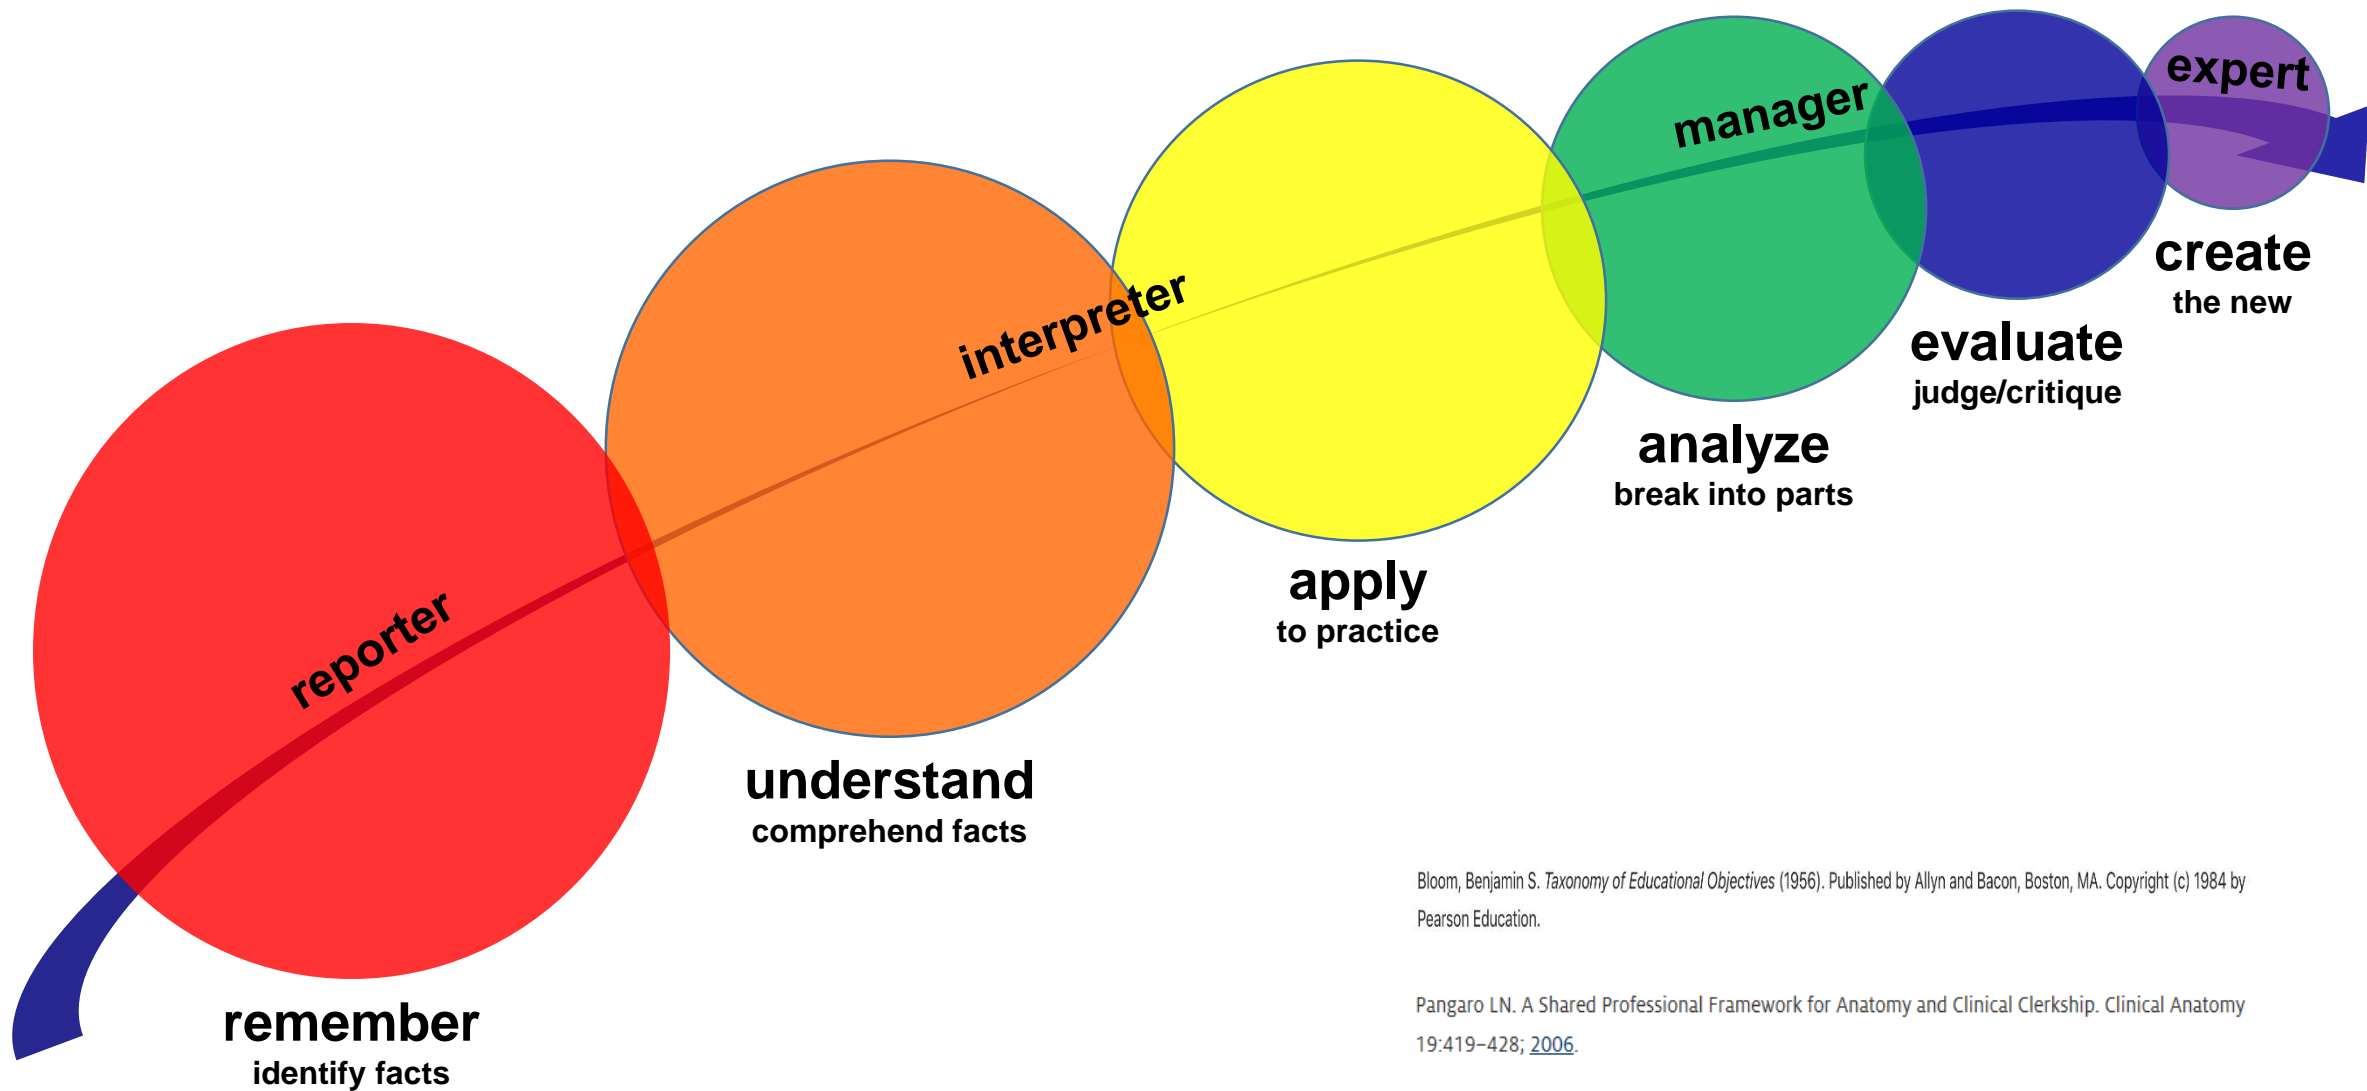 reporter
remember
identify facts
understand
comprehend facts
interpreter
apply
to practice
manager
analyze
break into parts
evaluate
judge/critique
expert
create
the new
Bloom, Benjamin S. Taxonomy of Educational Objectives (1956). Published by Allyn and Bacon, Boston, MA. Copyright (c) 1984 by
Pearson Education.
Pangaro LN. A Shared Professional Framework for Anatomy and Clinical Clerkship. Clinical Anatomy
19:419–428; 2006.